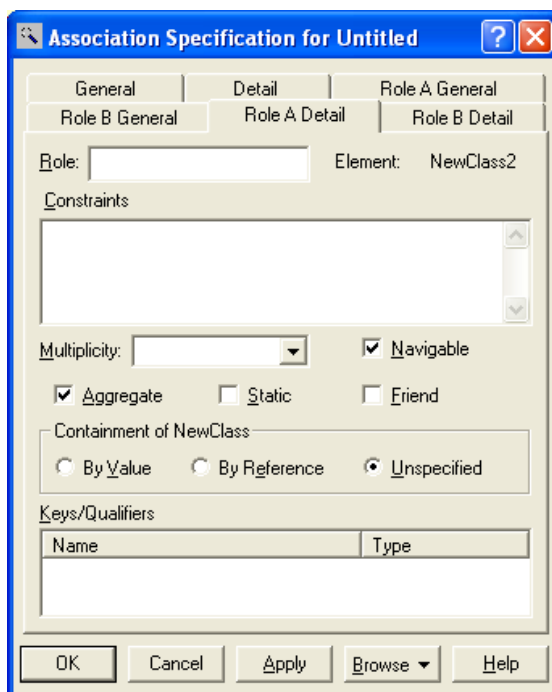 Association Specification for Untitled
General Detail Role A General
Role B General Role A Detail Role B Detail
Role: Element: NewClass2
Constraints
Multiplicity: Navigable
Aggregate Static Friend
Containment of NewClass
By Value By Reference Unspecified
Keys/Qualifiers
Name Type
OK Cancel Apply Browse Help